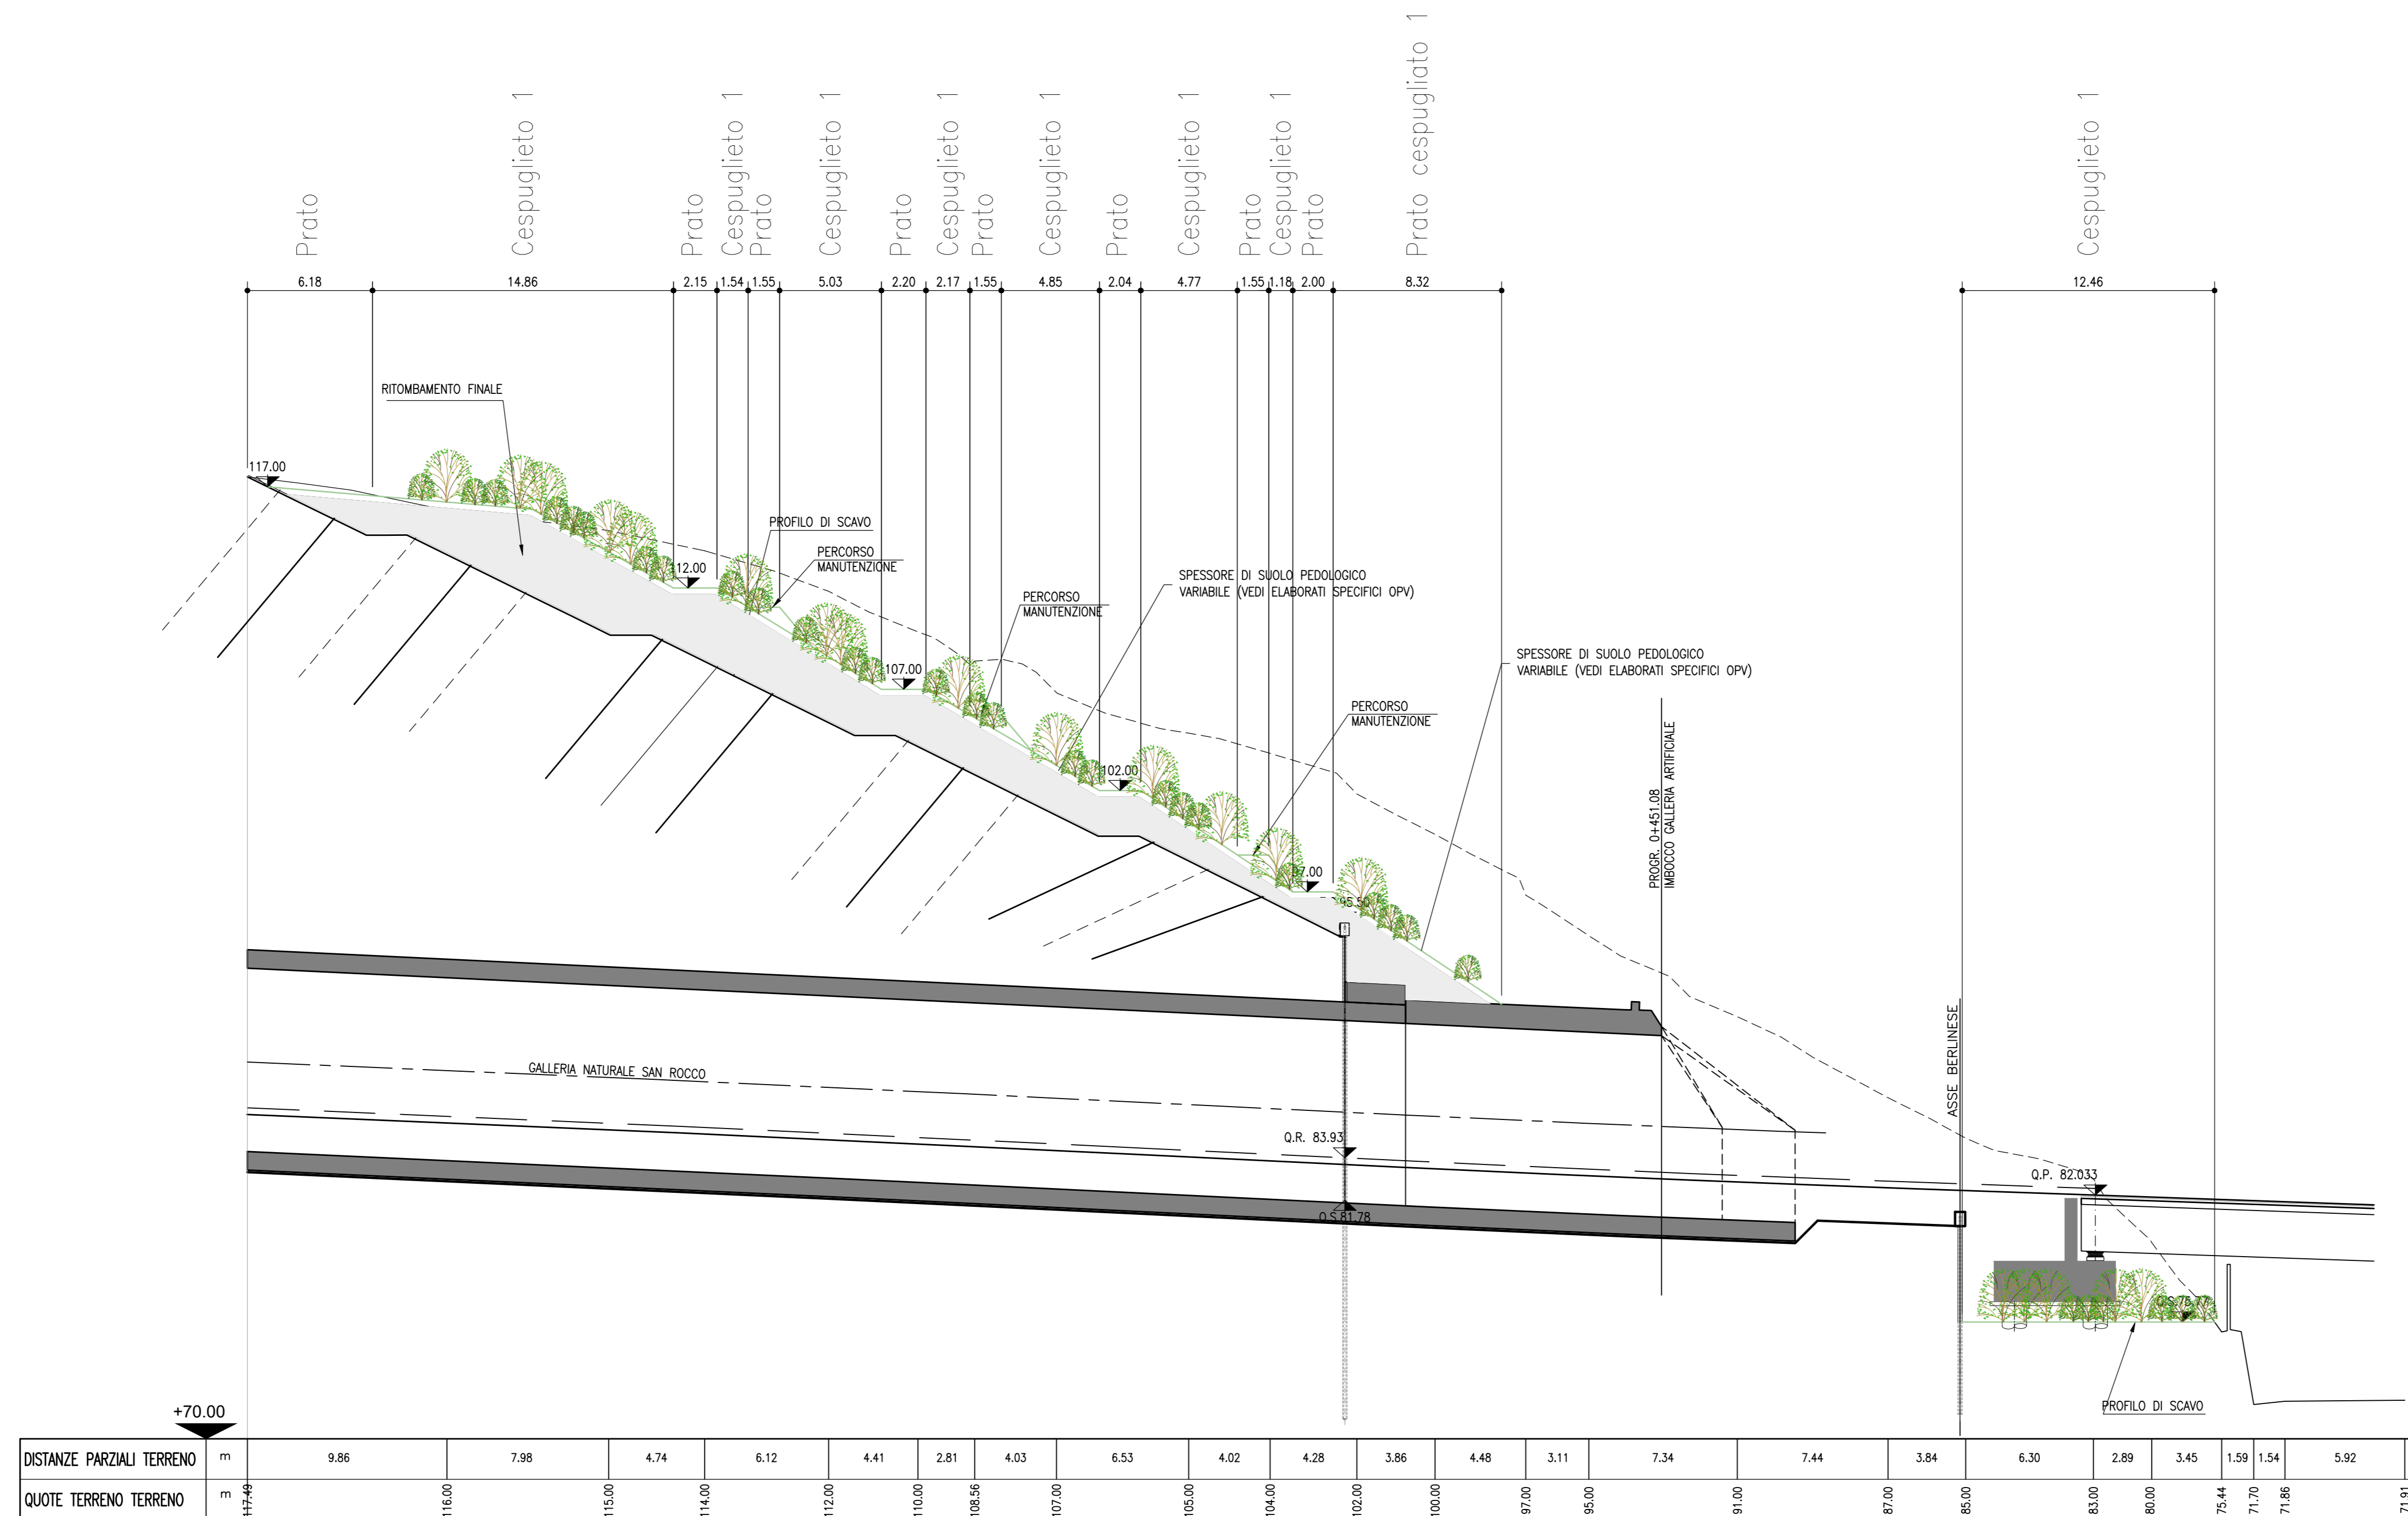 Prato
Cespuglieto 1
Prato
Cespuglieto 1
Prato
Cespuglieto 1
Prato
Cespuglieto 1
Prato
Cespuglieto 1
Prato
Cespuglieto 1
Prato
Cespuglieto 1
Prato
Prato cespugliato 1
Cespuglieto 1
6.18 14.86 2.15 1.54 1.55 5.03 2.20 2.17 1.55 4.85 2.04 4.77 1.55 1.18 2.00 8.32 12.46
RITOMBAMENTO FINALE
117.00
PROFILO DI SCAVO
PERCORSO
MANUTENZIONE
112.00
SPESSORE DI SUOLO PEDOLOGICO
VARIABILE (VEDI ELABORATI SPECIFICI OPV)
PERCORSO
MANUTENZIONE
107.00
SPESSORE DI SUOLO PEDOLOGICO
VARIABILE (VEDI ELABORATI SPECIFICI OPV)
PERCORSO
MANUTENZIONE
102.00
PROGR. 0+451.08
IMBOCCO GALLERIA ARTIFICIALE
97.00
95.50
ASSE BERLINESE
GALLERIA NATURALE SAN ROCCO
Q.R. 83.93
Q.P. 82.033
Q.S.81.78
Q.S.75.77
PROFILO DI SCAVO
+70.00
DISTANZE PARZIALI TERRENO m 9.86 7.98 4.74 6.12 4.41 2.81 4.03 6.53 4.02 4.28 3.86 4.48 3.11 7.34 7.44 3.84 6.30 2.89 3.45 1.59 1.54 5.92
QUOTE TERRENO TERRENO m 117.49 116.00 115.00 114.00 112.00 110.00 108.56 107.00 105.00 104.00 102.00 100.00 97.00 95.00 91.00 87.00 85.00 83.00 80.00 75.44 71.70 71.86 71.91